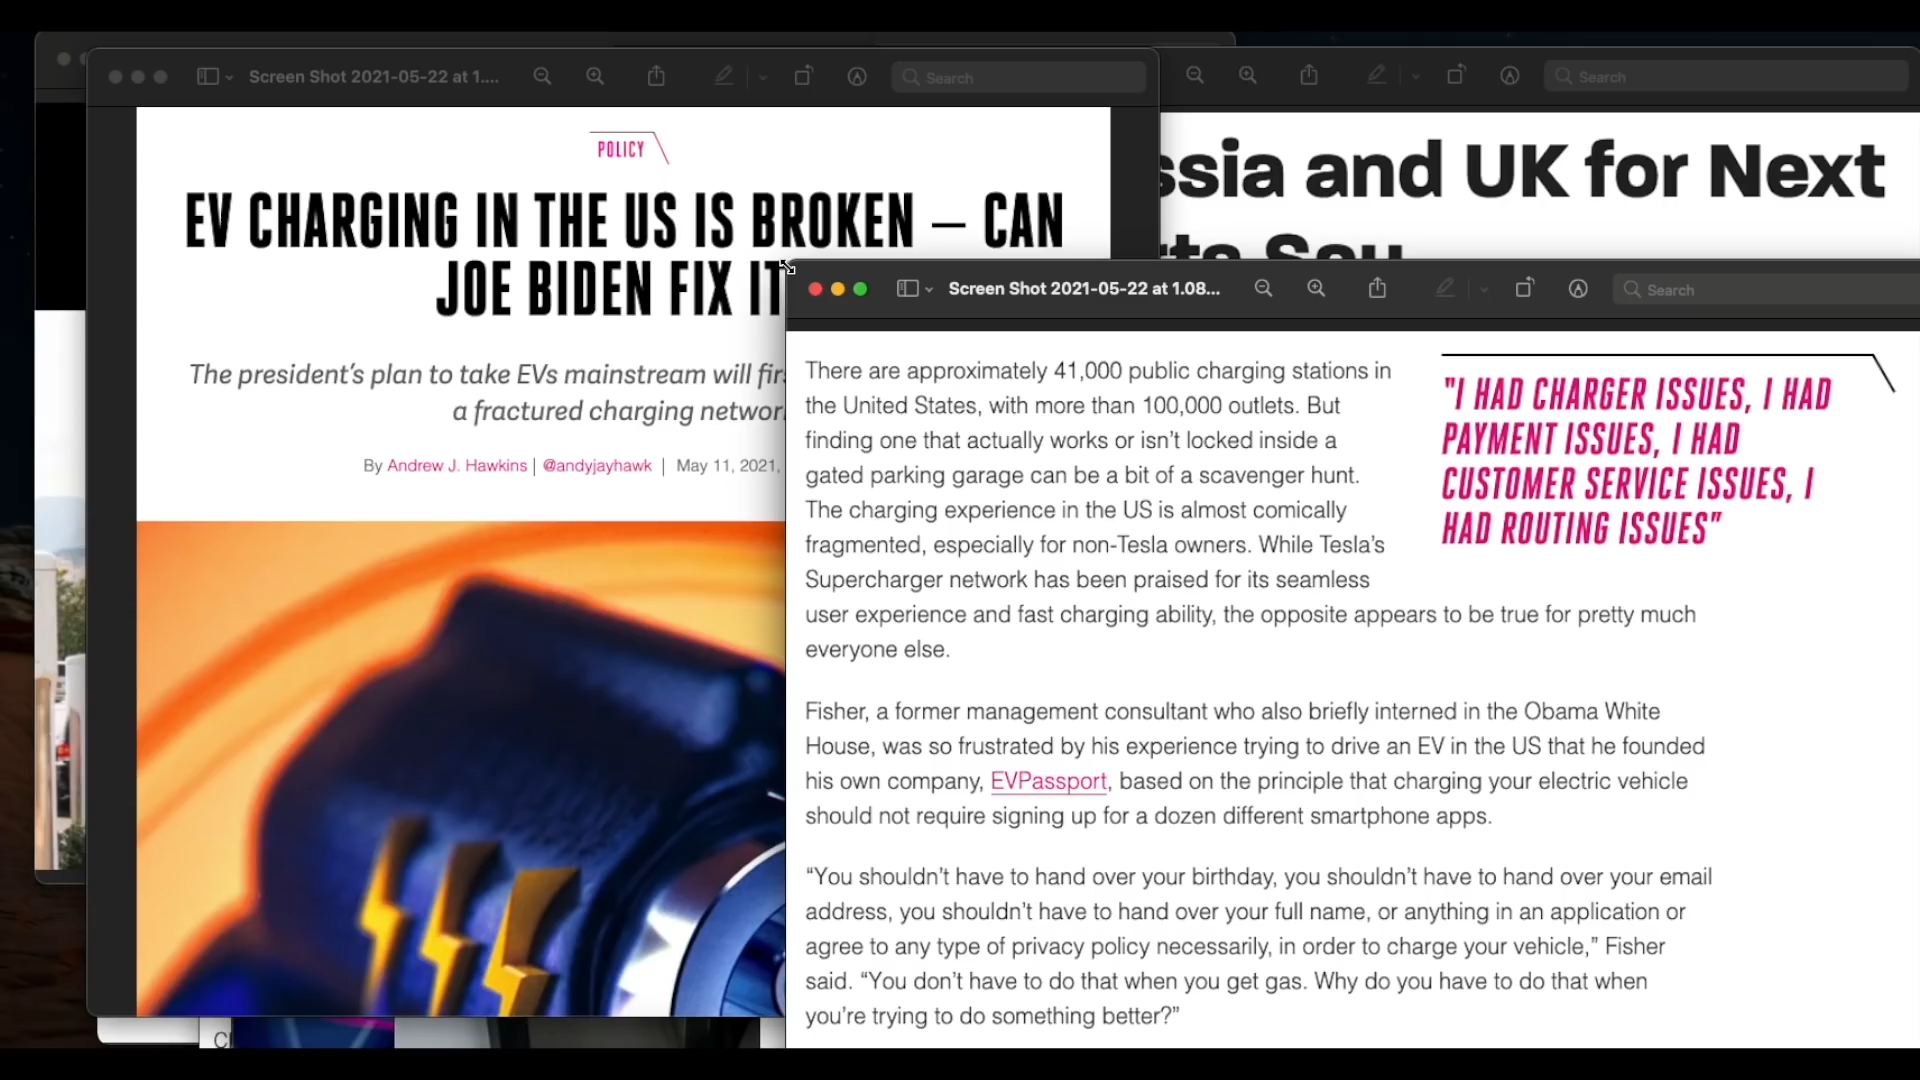 Screen Shot 2021-05-22 at 1....
Search
Search
POLICY
EV CHARGING IN THE US IS BROKEN — CAN
JOE BIDEN FIX IT
The president's plan to take EVs mainstream will
a fractured charging
By Andrew J. Hawkins | @andyjayhawk | May 11, 2021,
and UK for Next
Screen Shot 2021-05-22 at 1.08...
Search
There are approximately 41,000 public charging stations in
the United States, with more than 100,000 outlets. But
finding one that actually works or isn't locked inside a
gated parking garage can be a bit of a scavenger hunt.
The charging experience in the US is almost comically
fragmented, especially for non-Tesla owners. While Tesla's
Supercharger network has been praised for its seamless
user experience and fast charging ability, the opposite appears to be true for pretty much
everyone else.
"I HAD CHARGER ISSUES, I HAD
PAYMENT ISSUES, I HAD
CUSTOMER SERVICE ISSUES, I
HAD ROUTING ISSUES"
Fisher, a former management consultant who also briefly interned in the Obama White
House, was so frustrated by his experience trying to drive an EV in the US that he founded
his own company, EVPassport, based on the principle that charging your electric vehicle
should not require signing up for a dozen different smartphone apps.
“You shouldn't have to hand over your birthday, you shouldn't have to hand over your email
address, you shouldn't have to hand over your full name, or anything in an application or
agree to any type of privacy policy necessarily, in order to charge your vehicle,” Fisher
said. “You don't have to do that when you get gas. Why do you have to do that when
you're trying to do something better?”